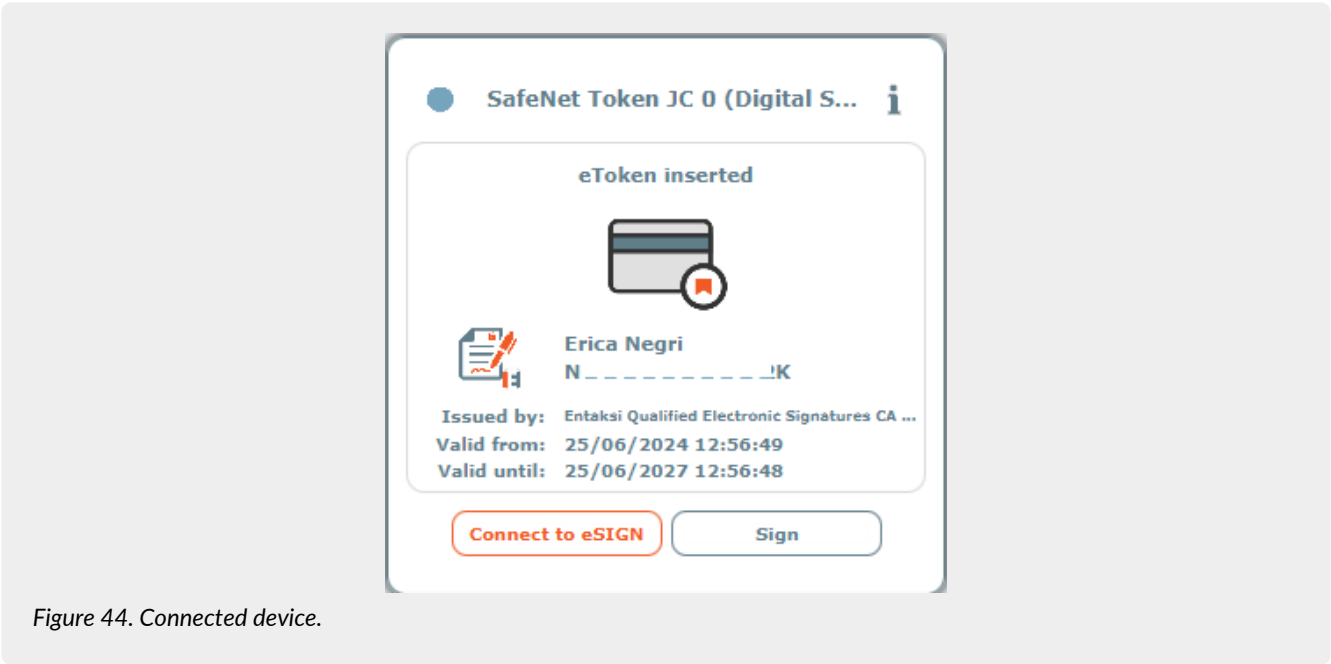 SafeNet Token JC 0 (Digital S...
eToken inserted
Erica Negri
Issued by: Entaksi Qualified Electronic Signatures CA ...
Valid from: 25/06/2024 12:56:49
Valid until: 25/06/2027 12:56:48
Connect to eSIGN
Sign
Figure 44. Connected device.